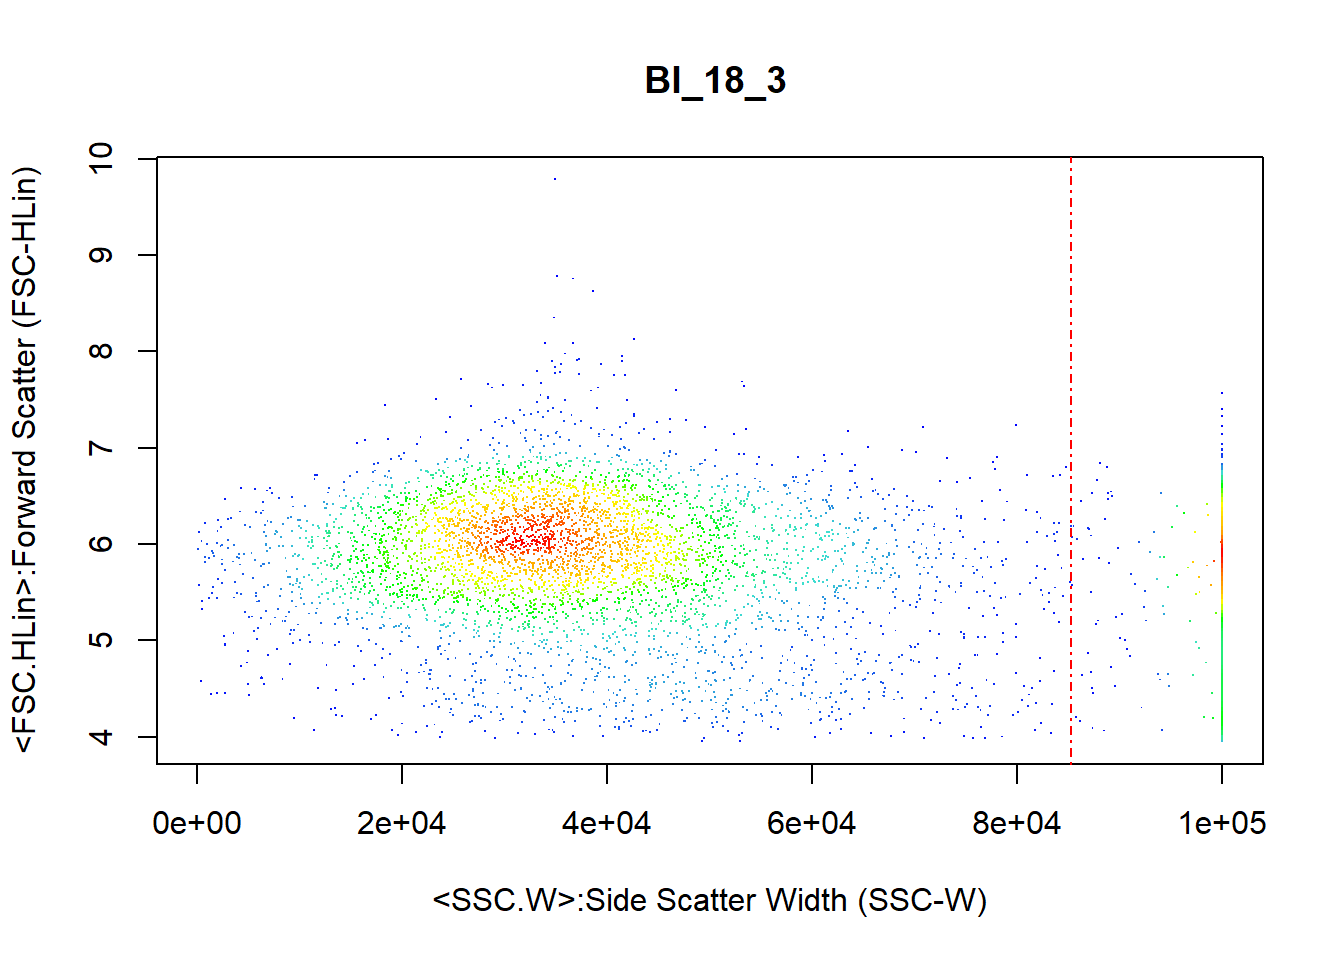 BI_18_3
<FSC.HLin>:Forward Scatter (FSC-HLin)
10
9
8
7
6
5
4
0e+00 2e+04 4e+04 6e+04 8e+04 1e+05
<SSC.W>:Side Scatter Width (SSC-W)